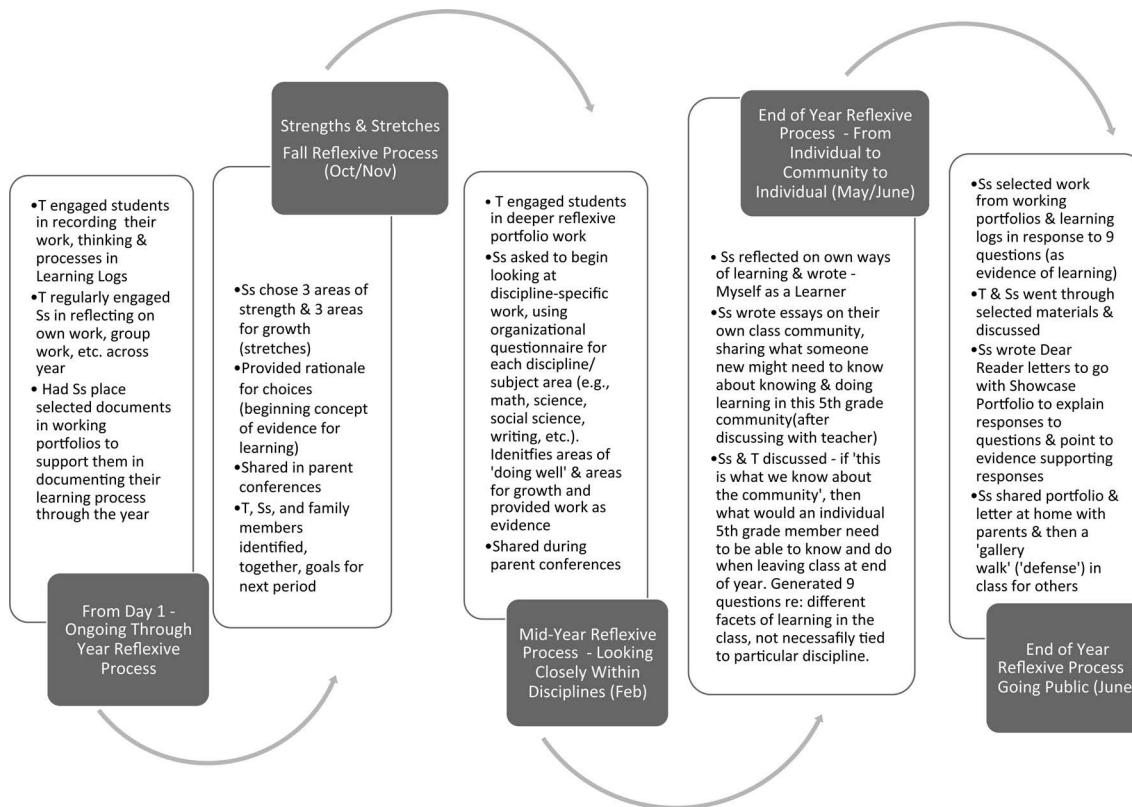 •T engaged students
in recording their
work, thinking &
processes in
Learning Logs
•T regularly engaged
Ss in reflecting on
own work, group
work, etc. across
year
• Had Ss place
selected documents
in working
portfolios to
support them in
documenting their
learning process
through the year
From Day 1 -
Ongoing Through
Year Reflexive
Process
Strengths & Stretches
Fall Reflexive Process
(Oct/Nov)
•Ss chose 3 areas of
strength & 3 areas
for growth
(stretches)
•Provided rationale
for choices
(beginning concept
of evidence for
learning)
•Shared in parent
conferences
•T, Ss, and family
members
identified,
together, goals for
next period
• T engaged students
in deeper reflexive
portfolio work
•Ss asked to begin
looking at
discipline-specific
work, using
organizational
questionnaire for
each discipline/
subject area (e.g.,
math, science,
social science,
writing, etc.).
Identifies areas of
'doing well' & areas
for growth and
provided work as
evidence
•Shared during
parent conferences
Mid-Year Reflexive
Process - Looking
Closely Within
Disciplines (Feb)
End of Year Reflexive
Process - From
Individual to
Community to
Individual (May/June)
• Ss reflected on own ways
of learning & wrote -
Myself as a Learner
•Ss wrote essays on their
own class community,
sharing what someone
new might need to know
about knowing & doing
learning in this 5th grade
community(after
discussing with teacher)
•Ss & T discussed - if 'this
is what we know about
the community', then
what would an individual
5th grade member need
to be able to know and do
when leaving class at end
of year. Generated 9
questions re: different
facets of learning in the
class, not necessafily tied
to particular discipline.
•Ss selected work
from working
portfolios & learning
logs in response to 9
questions (as
evidence of learning)
•T & Ss went through
selected materials &
discussed
•Ss wrote Dear
Reader letters to go
with Showcase
Portfolio to explain
responses to
questions & point to
evidence supporting
responses
•Ss shared portfolio &
letter at home with
parents & then a
'gallery
walk' ('defense') in
class for others
End of Year
Reflexive Process
Going Public (June